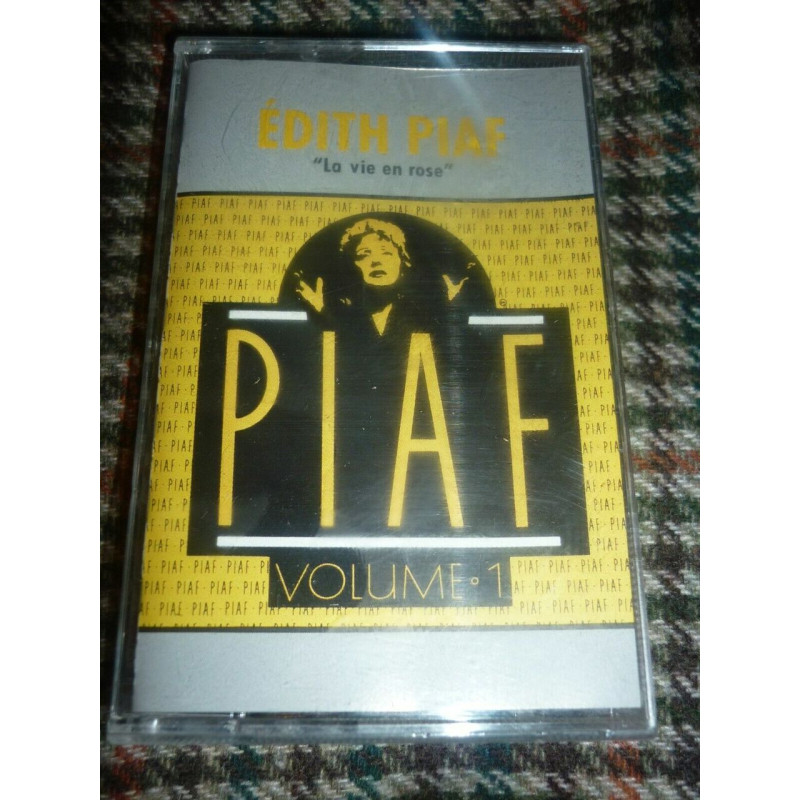 ÉDITH PIAF
"La vie en rose"
PIAF
VOLUME•1